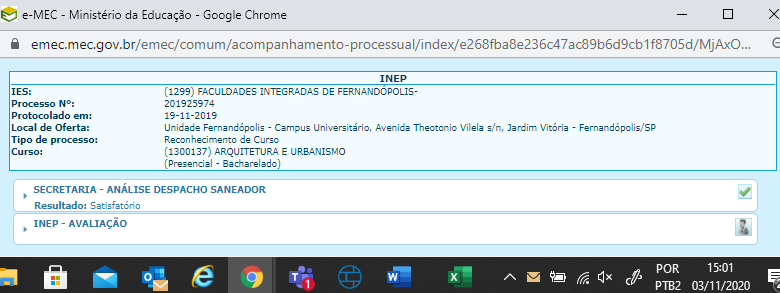 e-MEC - Ministério da Educação - Google Chrome
emec.mec.gov.br/emec/comum/acompanhamento-processual/index/e268fba8e236c47ac89b6d9cb1f8705d/MjAxO...
INEP
IES: (1299) FACULDADES INTEGRADAS DE FERNANDÓPOLIS-
Processo Nº: 201925974
Protocolado em: 19-11-2019
Local de Oferta: Unidade Fernandópolis - Campus Universitário, Avenida Theotonio Vilela s/n, Jardim Vitória - Fernandópolis/SP
Tipo de processo: Reconhecimento de Curso
Curso: (1300137) ARQUITETURA E URBANISMO
(Presencial - Bacharelado)
SECRETARIA - ANÁLISE DESPACHO SANEADOR
Resultado: Satisfatório
INEP - AVALIAÇÃO
POR 15:01
PTB2 03/11/2020